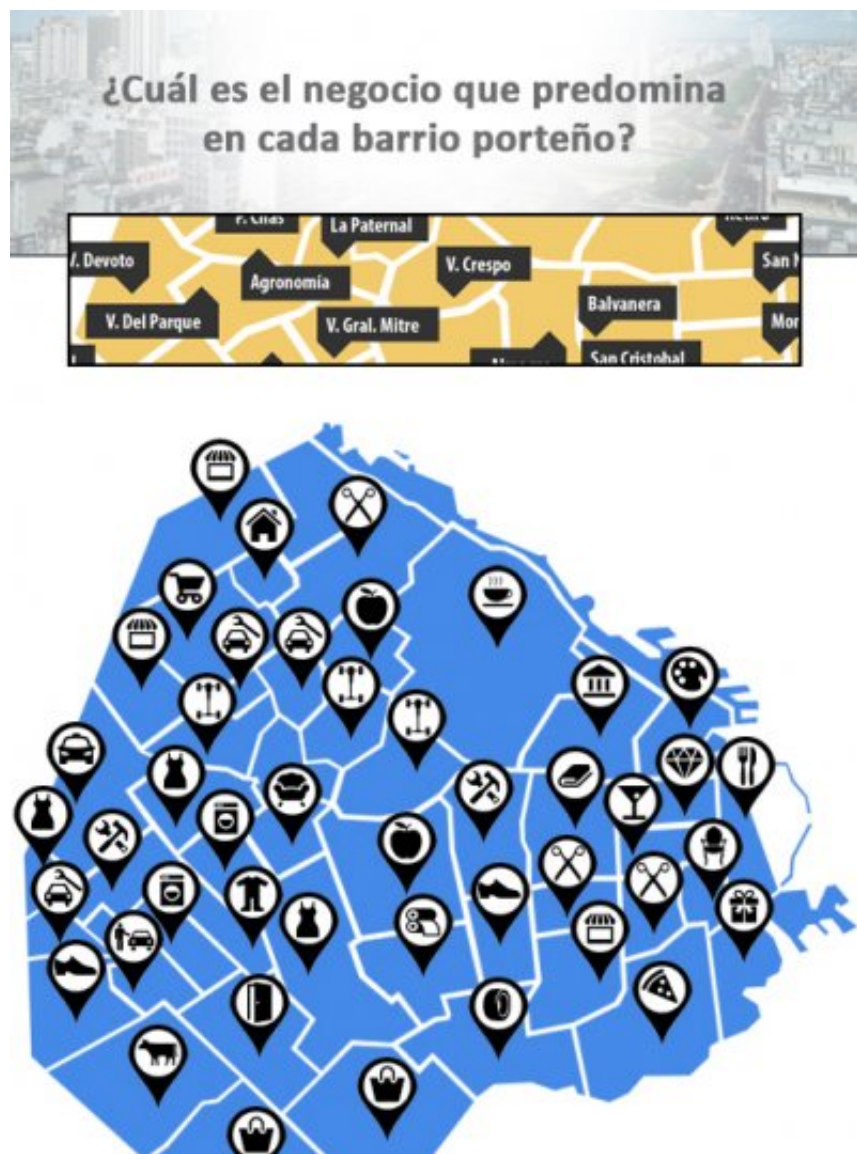 ¿Cuál es el negocio que predomina
en cada barrio porteño?
La Paternal
V. Devoto
Agronomía
V. Crespo
San
V. Del Parque
V. Gral. Mitre
Balvanera
San Cristobal